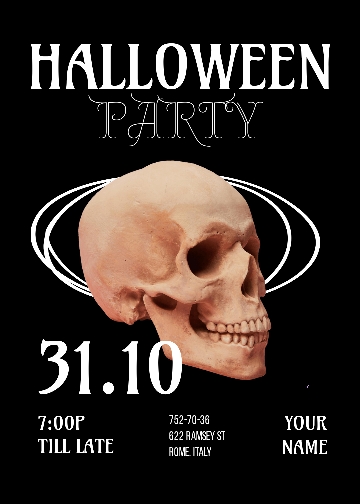 HALLOWEEN
PARTY
31.10
7:00P
TILL LATE
752-70-36
622 RAMSEY ST
ROME. ITALY
YOUR
NAME